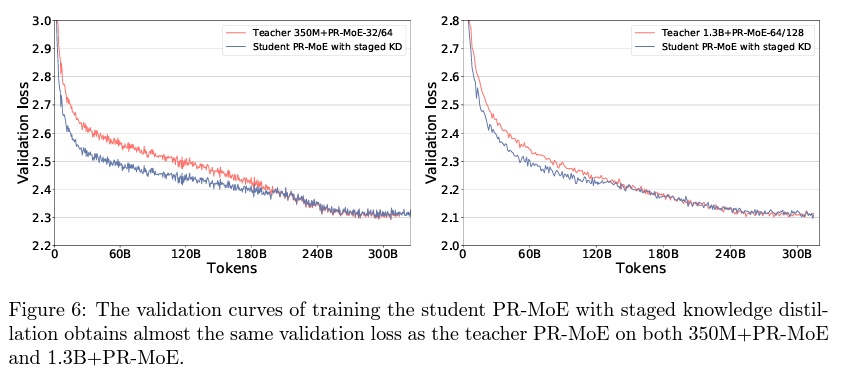 3.0
2.9
2.8
2.7
2.6
2.5
2.4
2.3
2.2
Validation loss
Teacher 350M+PR-MoE-32/64
Student PR-MoE with staged KD
0 60B 120B 180B 240B 300B
Tokens
2.8
2.7
2.6
2.5
2.4
2.3
2.2
2.1
2.0
Validation loss
Teacher 1.3B+PR-MoE-64/128
Student PR-MoE with staged KD
0 60B 120B 180B 240B 300B
Tokens
Figure 6: The validation curves of training the student PR-MoE with staged knowledge distil-
lation obtains almost the same validation loss as the teacher PR-MoE on both 350M+PR-MoE
and 1.3B+PR-MoE.